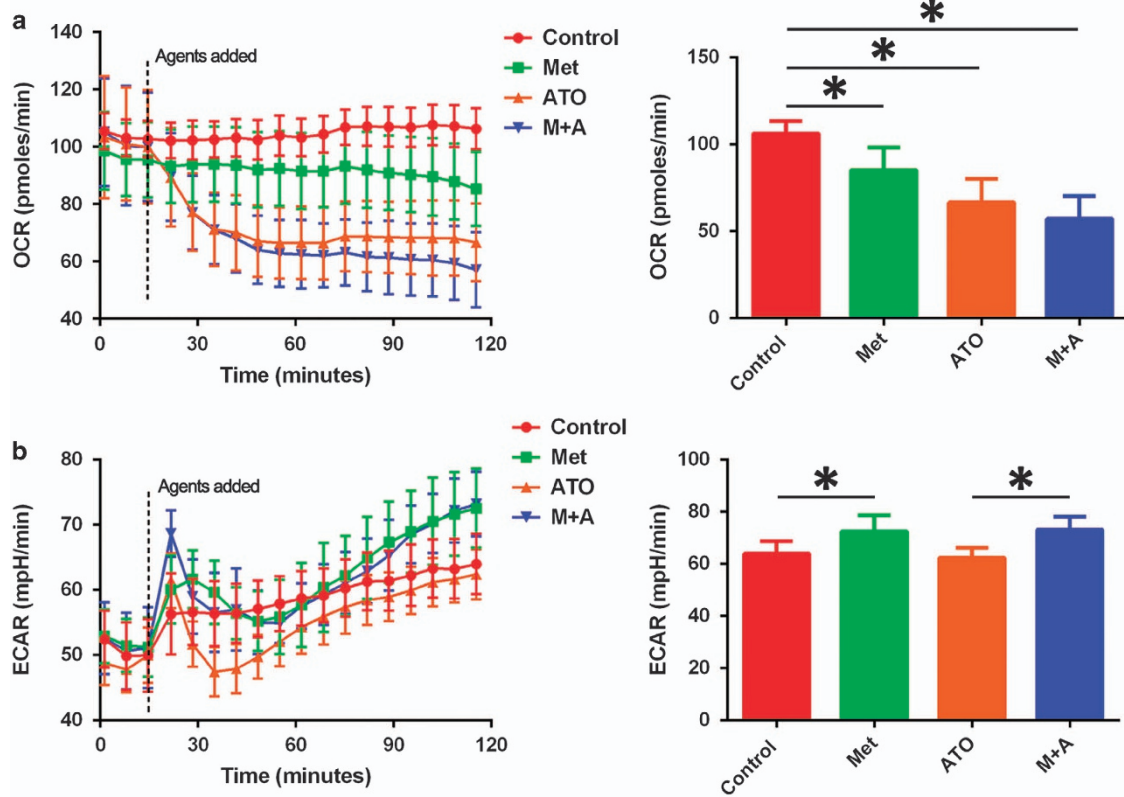 a
140
120
100
80
60
40
OCR (pmoles/min)
Agents added
0
30
60
90
120
Time (minutes)
Control
Met
ATO
M+A
*
*
*
150
100
50
0
OCR (pmoles/min)
Control
Met
ATO
M+A
b
80
70
60
50
40
ECAR (mpH/min)
Agents added
0
30
60
90
120
Time (minutes)
Control
Met
ATO
M+A
*
*
100
80
60
40
20
0
ECAR (mpH/min)
Control
Met
ATO
M+A